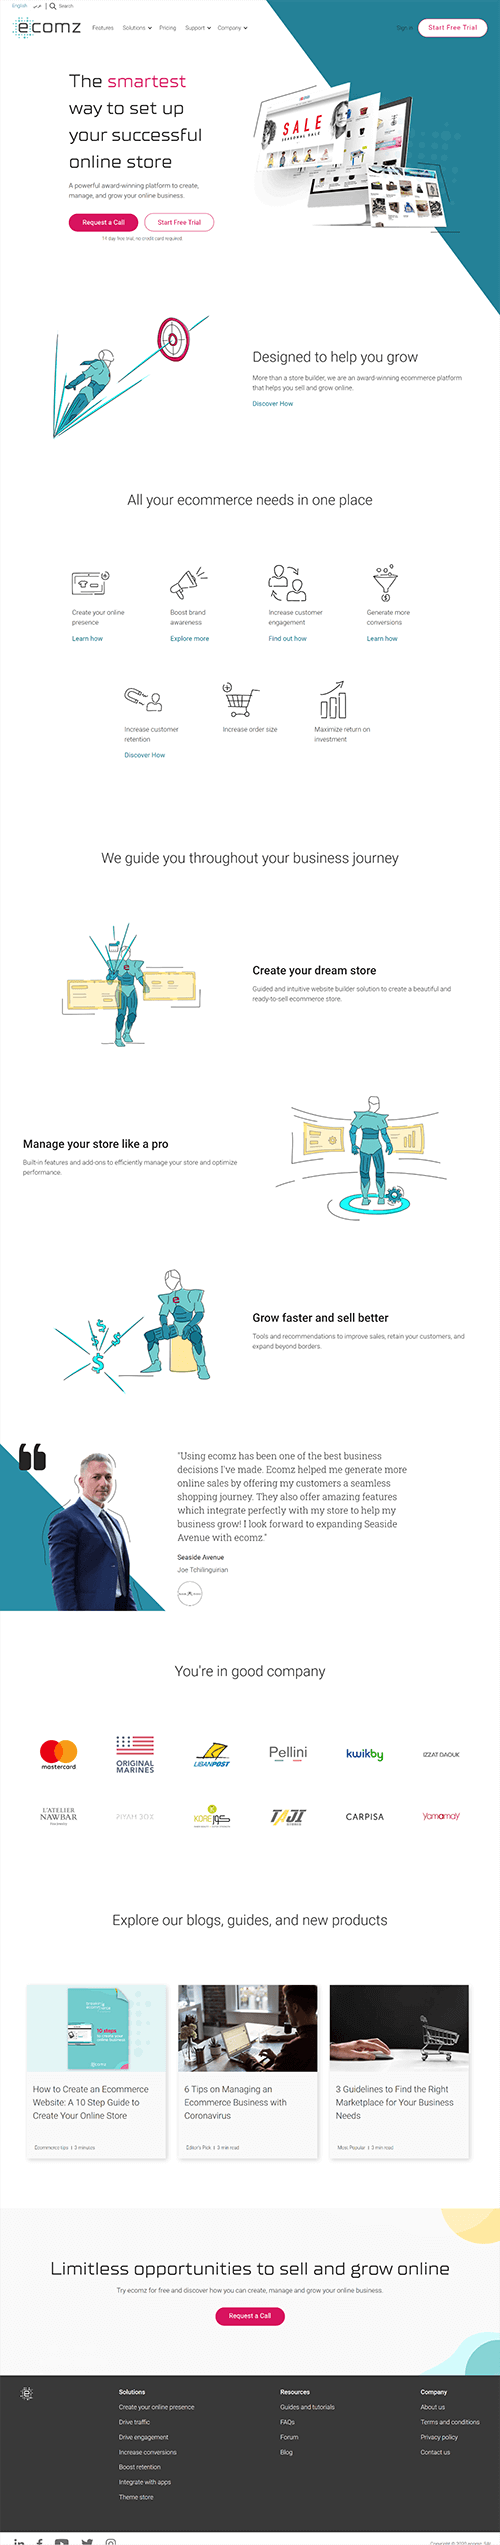 English عربي | Search
ecomz Features Solutions Pricing Support Company Sign in Start Free Trial
The smartest
way to set up
your successful
online store
A powerful award-winning platform to create,
manage, and grow your online business.
Request a Call Start Free Trial
14 day free trial, no credit card required
SALE
SEASONAL SALE
Designed to help you grow
More than a store builder, we are an award-winning ecommerce platform
that helps you sell and grow online.
Discover How
All your ecommerce needs in one place
Create your online
presence
Learn how
Boost brand
awareness
Explore more
Increase customer
engagement
Find out how
Generate more
conversions
Learn how
Increase customer
retention
Discover How
Increase order size
Maximize return on
investment
We guide you throughout your business journey
Create your dream store
Guided and intuitive website builder solution to create a beautiful and
ready-to-sell ecommerce store.
Manage your store like a pro
Built-in features and add-ons to efficiently manage your store and optimize
performance.
Grow faster and sell better
Tools and recommendations to improve sales, retain your customers, and
expand beyond borders.
"Using ecomz has been one of the best business
decisions I've made. Ecomz helped me generate more
online sales by offering my customers a seamless
shopping journey. They also offer amazing features
which integrate perfectly with my store to help my
business grow! I look forward to expanding Seaside
Avenue with ecomz."
Seaside Avenue
Joe Tchilinguirian
You're in good company
mastercard
ORIGINAL
MARINES
LIBANPOST
Pellini
kwikby
IZZAT DAOUK
L'ATELIER
NAWBAR
KOREJO
TAJI
CARPISA
Yamamay
Explore our blogs, guides, and new products
10 steps
How to Create an Ecommerce
Website: A 10 Step Guide to
Create Your Online Store
Ecommerce tips | 3 minutes
6 Tips on Managing an
Ecommerce Business with
Coronavirus
Editor's Pick | 3 min read
3 Guidelines to Find the Right
Marketplace for Your Business
Needs
Most Popular | 3 min read
Limitless opportunities to sell and grow online
Try ecomz for free and discover how you can create, manage and grow your online business.
Request a Call
Solutions
Create your online presence
Drive traffic
Drive engagement
Increase conversions
Boost retention
Integrate with apps
Theme store
Resources
Guides and tutorials
FAQs
Forum
Blog
Company
About us
Terms and conditions
Privacy policy
Contact us